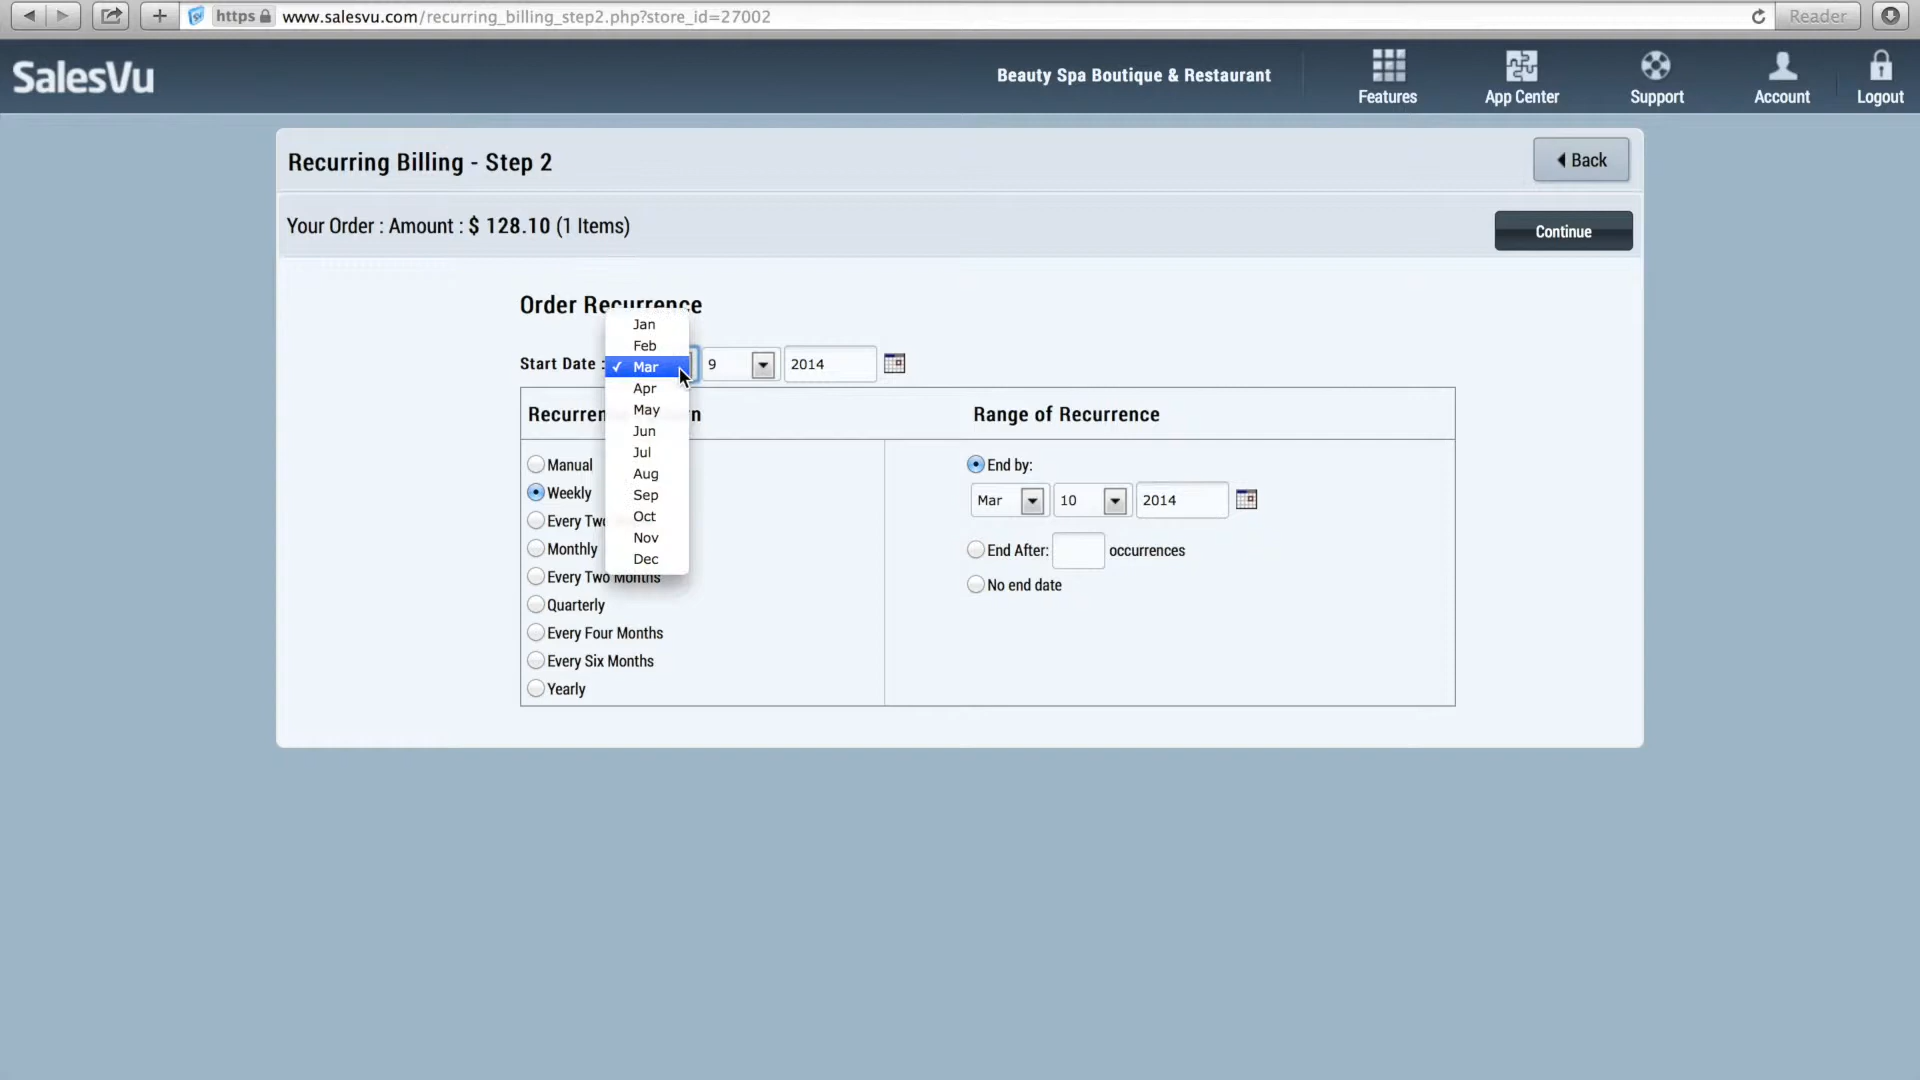 https www.salesvu.com/recurring_billing_step2.php?store_id=27002 Reader
SalesVu
Beauty Spa Boutique & Restaurant
Features
App Center
Support
Account
Logout
Recurring Billing - Step 2
Back
Your Order : Amount : $ 128.10 (1 Items)
Continue
Order Recurrence
Start Date :
Jan
Feb
✓ Mar
Apr
May
Jun
Jul
Aug
Sep
Oct
Nov
Dec
9
2014
Range of Recurrence
Manual
Weekly
Every
Monthly
Every Two Months
Quarterly
Every Four Months
Every Six Months
Yearly
End by:
Mar 10 2014
End After: occurrences
No end date